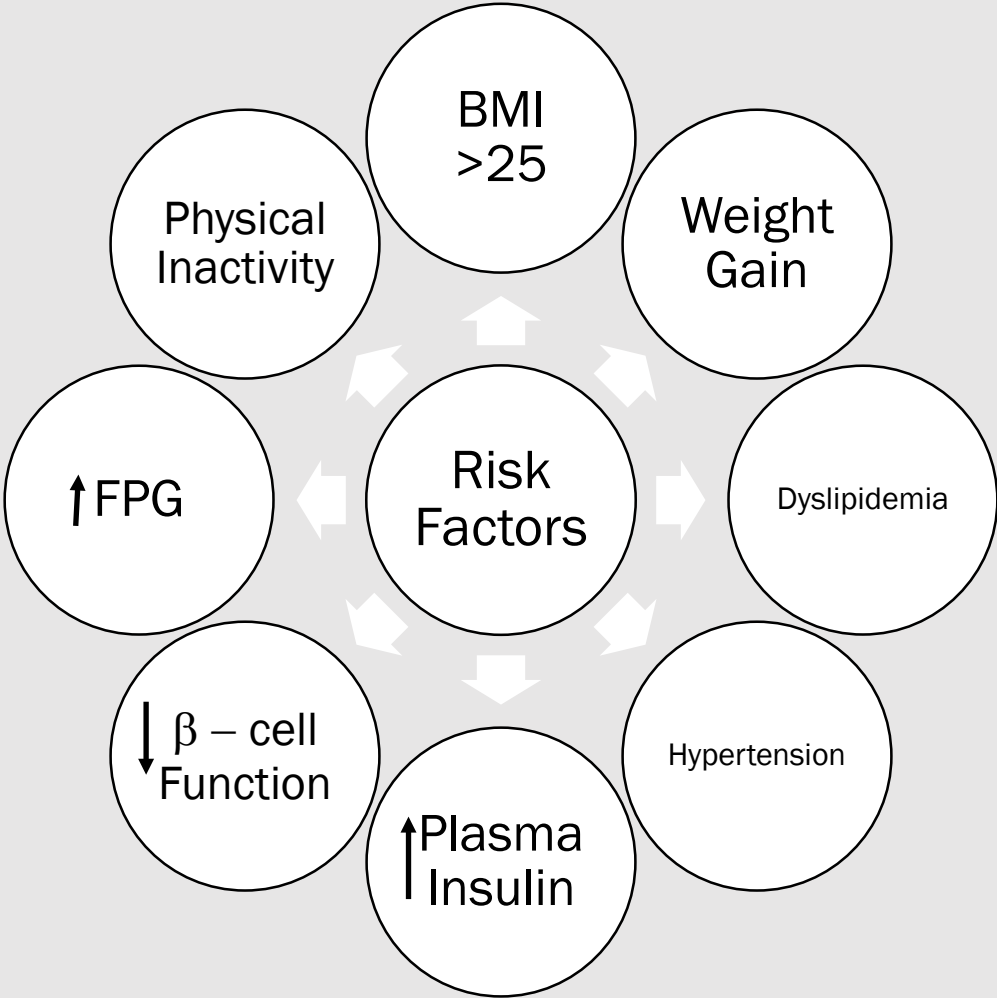 BMI
>25
Weight
Gain
Dyslipidemia
Hypertension
Plasma
Insulin
β – cell
Function
FPG
Physical
Inactivity
Risk
Factors